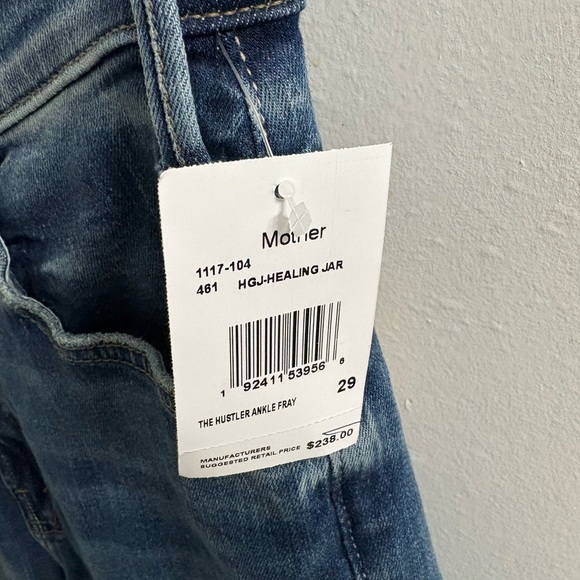 Mother
1117-104
461 HGJ-HEALING JAR
1 92411 53956 6
29
THE HUSTLER ANKLE FRAY
MANUFACTURERS
SUGGESTED RETAIL PRICE $238.00